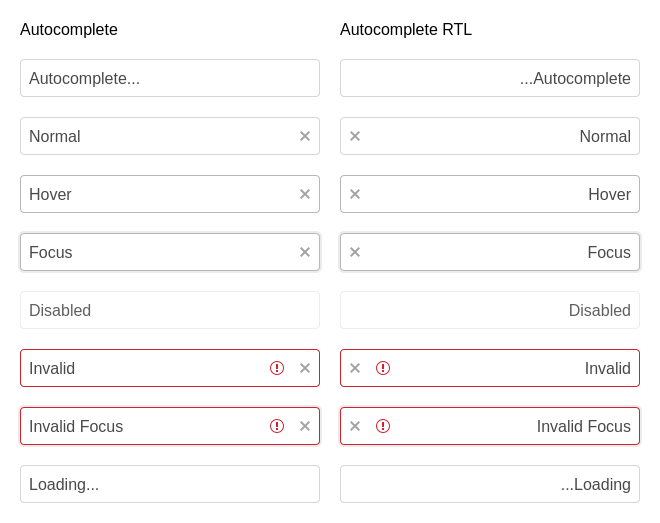 Autocomplete
Autocomplete RTL
Autocomplete...
...Autocomplete
Normal
Normal
Hover
Hover
Focus
Focus
Disabled
Disabled
Invalid
Invalid
Invalid Focus
Invalid Focus
Loading...
...Loading